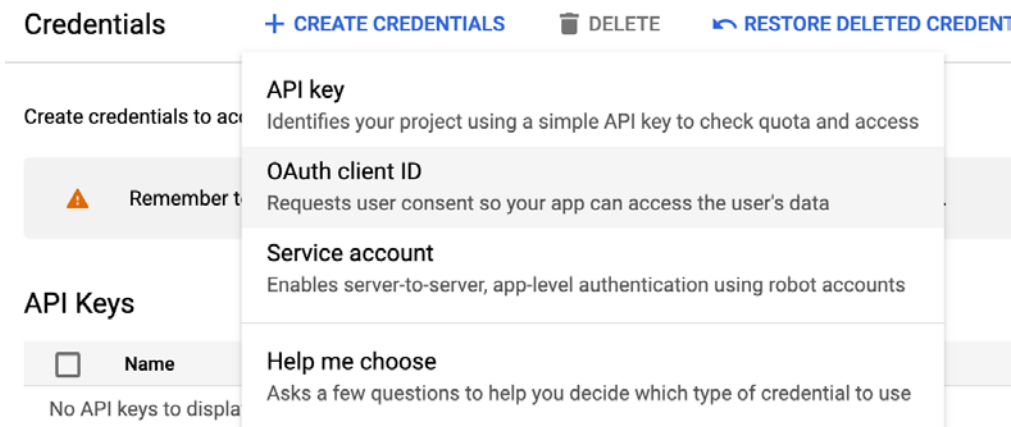 Credentials
+ CREATE CREDENTIALS
DELETE
RESTORE DELETED CREDENT
Create credentials to acc
API key
Identifies your project using a simple API key to check quota and access
OAuth client ID
Requests user consent so your app can access the user's data
Remember t
Service account
Enables server-to-server, app-level authentication using robot accounts
API Keys
Help me choose
Asks a few questions to help you decide which type of credential to use
Name
No API keys to displa